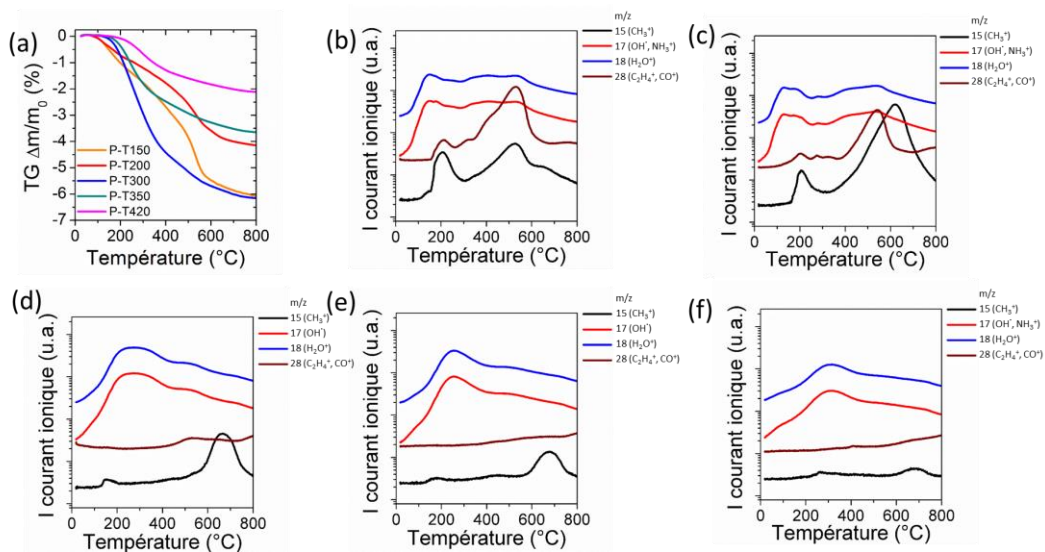 (a)
TG Δm/m0 (%)
0
-1
-2
-3
-4
-5
-6
-7
P-T150
P-T200
P-T300
P-T350
P-T420
0 200 400 600 800
Température (°C)
(b)
I courant ionique (u.a.)
m/z
15 (CH3+)
17 (OH-, NH3+)
18 (H2O+)
28 (C2H4+, CO+)
0 200 400 600 800
Température (°C)
(c)
I courant ionique (u.a.)
m/z
15 (CH3+)
17 (OH-, NH3+)
18 (H2O+)
28 (C2H4+, CO+)
0 200 400 600 800
Température (°C)
(d)
I courant ionique (u.a.)
m/z
15 (CH3+)
17 (OH-)
18 (H2O+)
28 (C2H4+, CO+)
0 200 400 600 800
Température (°C)
(e)
I courant ionique (u.a.)
m/z
15 (CH3+)
17 (OH-)
18 (H2O+)
28 (C2H4+, CO+)
0 200 400 600 800
Température (°C)
(f)
I courant ionique (u.a.)
m/z
15 (CH3+)
17 (OH-, NH3+)
18 (H2O+)
28 (C2H4+, CO+)
0 200 400 600 800
Température (°C)